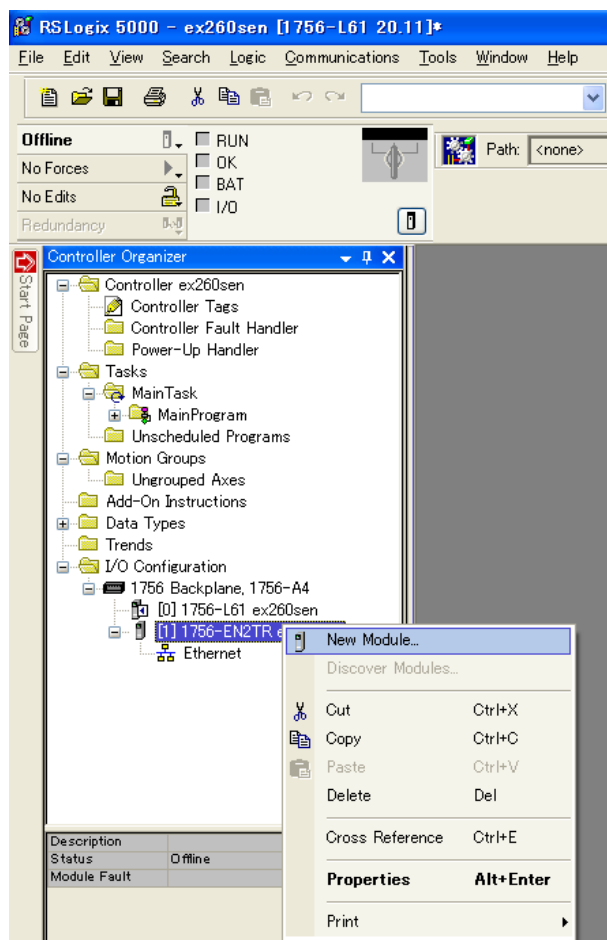 RSLogix 5000 - ex260sen [1756-L61 20.11]*
File Edit View Search Logic Communications Tools Window Help
Offline
RUN
No Forces
OK
No Edits
BAT
Redundancy
I/O
Path: <none>
Start Page
Controller Organizer
Controller ex260sen
Controller Tags
Controller Fault Handler
Power-Up Handler
Tasks
MainTask
MainProgram
Unscheduled Programs
Motion Groups
Ungrouped Axes
Add-On Instructions
Data Types
Trends
I/O Configuration
1756 Backplane, 1756-A4
[0] 1756-L61 ex260sen
[1] 1756-EN2TR
Ethernet
New Module...
Discover Modules...
Cut Ctrl+X
Copy Ctrl+C
Paste Ctrl+V
Delete Del
Cross Reference Ctrl+E
Properties Alt+Enter
Print
Description
Status Offline
Module Fault